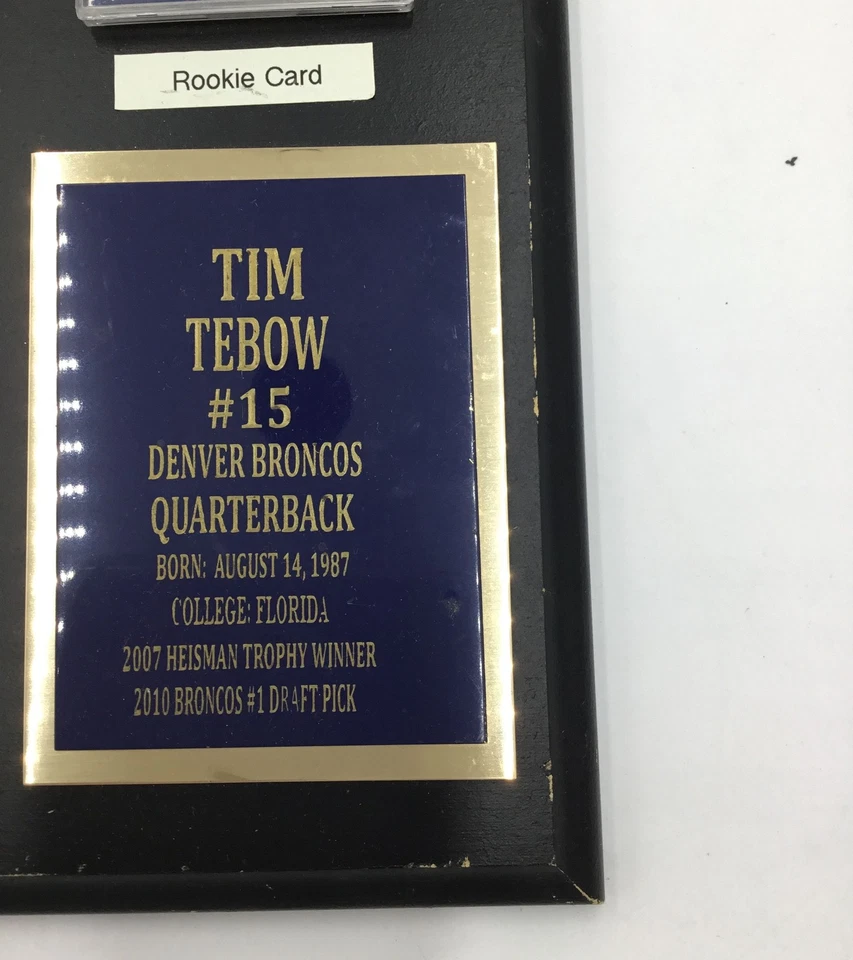 Rookie Card
TIM
TEBOW
#15
DENVER BRONCOS
QUARTERBACK
BORN: AUGUST 14, 1987
COLLEGE: FLORIDA
2007 HEISMAN TROPHY WINNER
2010 BRONCOS #1 DRAFT PICK